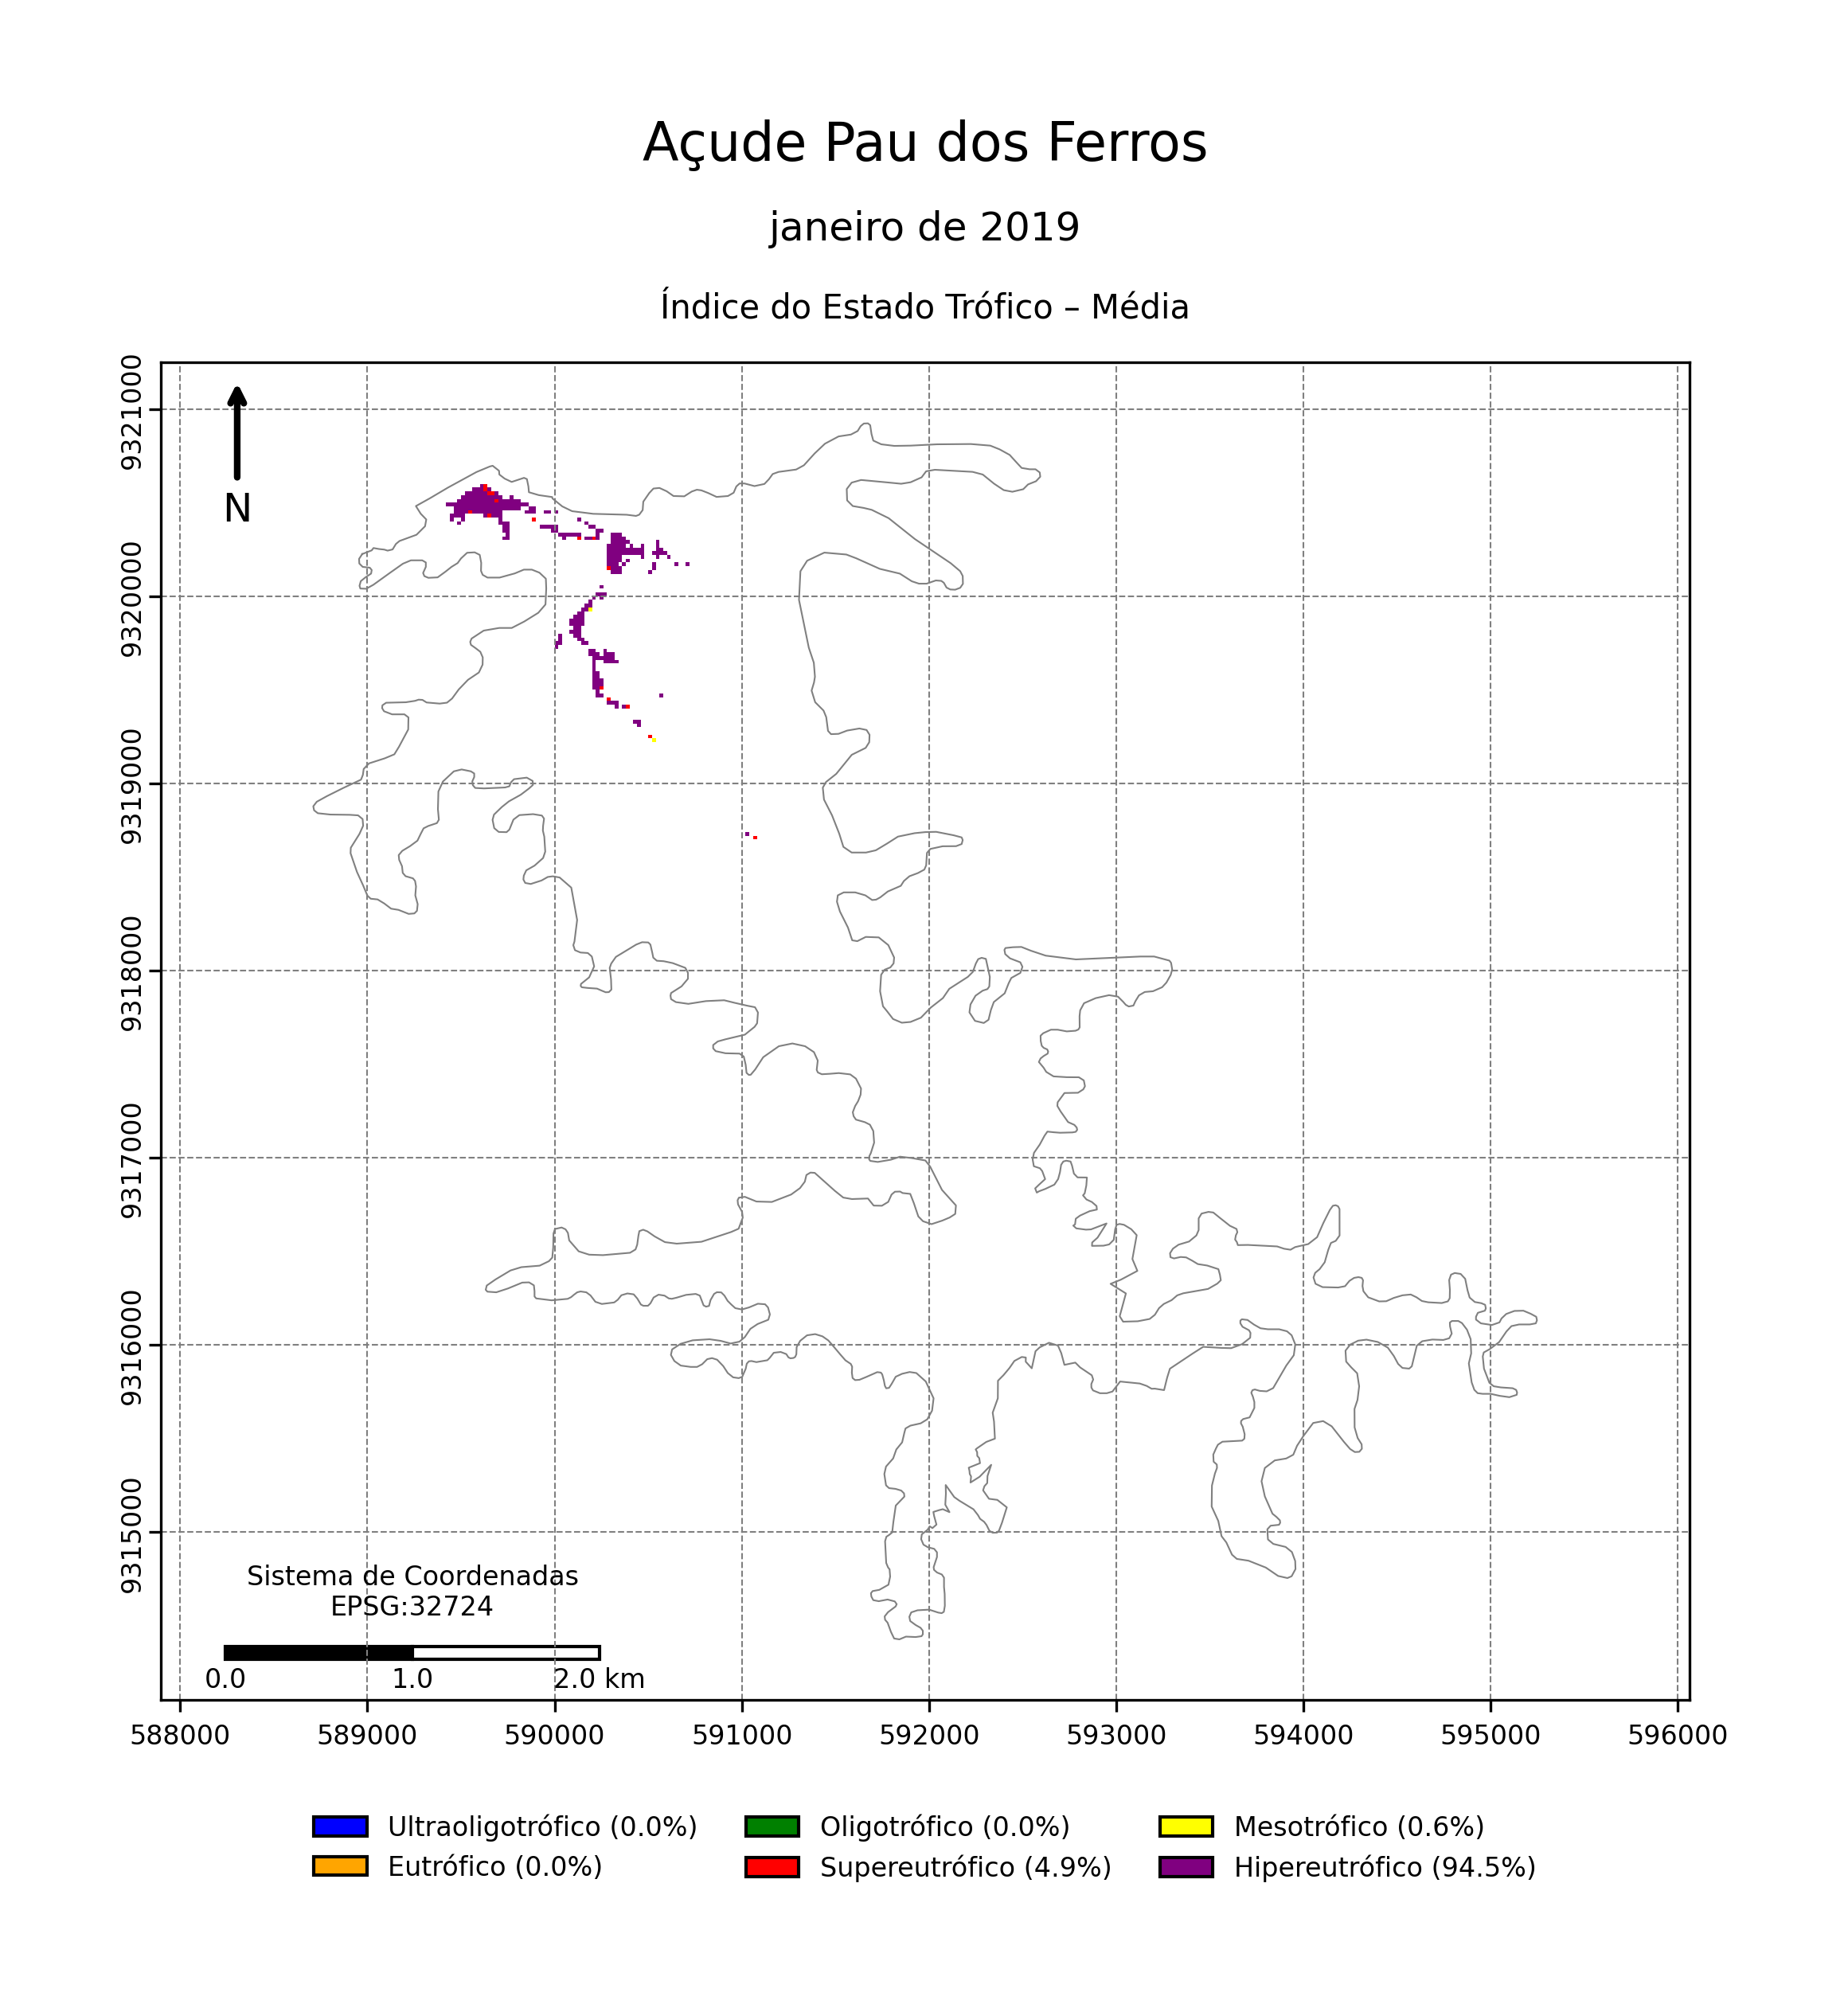 Açude Pau dos Ferros
janeiro de 2019
Índice do Estado Trófico – Média
9321000
9320000
9319000
9318000
9317000
9316000
9315000
N
Sistema de Coordenadas
EPSG:32724
0.0 1.0 2.0 km
588000 589000 590000 591000 592000 593000 594000 595000 596000
Ultraoligotrófico (0.0%) Oligotrófico (0.0%) Mesotrófico (0.6%)
Eutrófico (0.0%) Supereutrófico (4.9%) Hipereutrófico (94.5%)